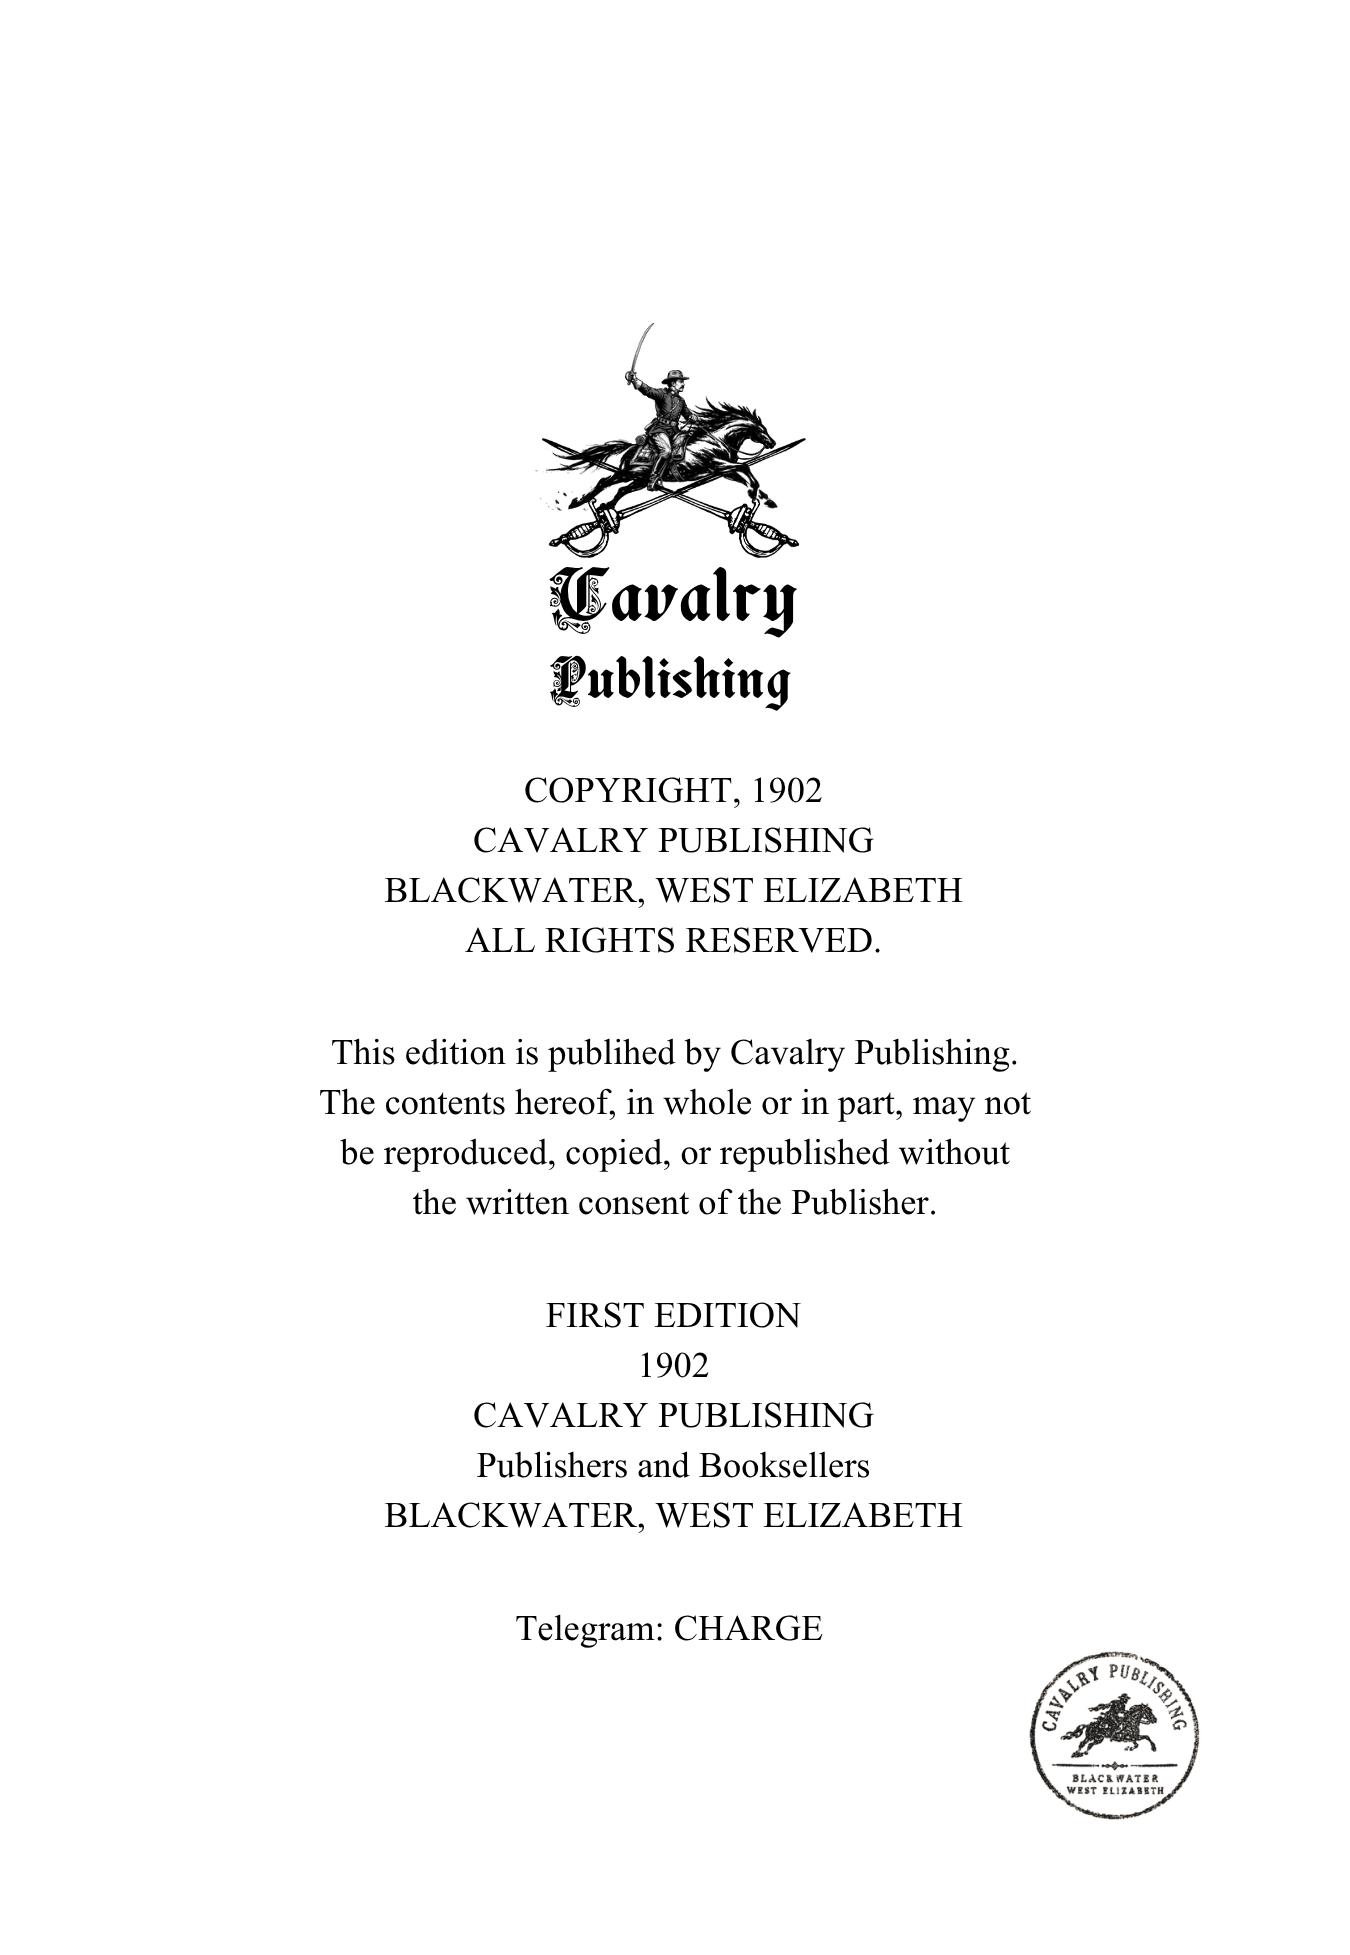 Cavalry
Publishing
COPYRIGHT, 1902
CAVALRY PUBLISHING
BLACKWATER, WEST ELIZABETH
ALL RIGHTS RESERVED.
This edition is publihed by Cavalry Publishing.
The contents hereof, in whole or in part, may not
be reproduced, copied, or republished without
the written consent of the Publisher.
FIRST EDITION
1902
CAVALRY PUBLISHING
Publishers and Booksellers
BLACKWATER, WEST ELIZABETH
Telegram: CHARGE
CAVALRY PUBLISHING
BLACKWATER
WEST ELIZABETH